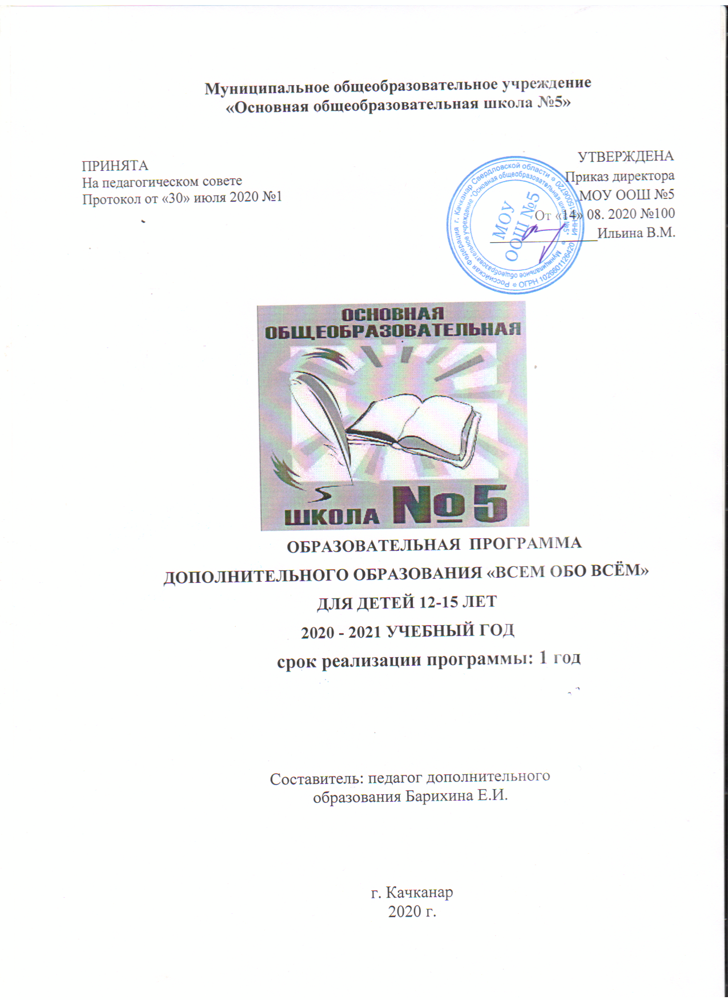 Муниципальное общеобразовательное учреждение
«Основная общеобразовательная школа №5»
ПРИНЯТА
На педагогическом совете
Протокол от «30» июля 2020 №1
УТВЕРЖДЕНА
Приказ директора
МОУ ООШ №5
От «14» 08. 2020 №100
Ильина В.М.
Российская Федерация г. Качканар Свердловской области
ОГРН 1026601126420
Муниципальное общеобразовательное учреждение "Основная общеобразовательная школа №5"
МОУ
ООШ №5
ОСНОВНАЯ
ОБЩЕОБРАЗОВАТЕЛЬНАЯ
ШКОЛА №5
ОБРАЗОВАТЕЛЬНАЯ ПРОГРАММА
ДОПОЛНИТЕЛЬНОГО ОБРАЗОВАНИЯ «ВСЕМ ОБО ВСЁМ»
ДЛЯ ДЕТЕЙ 12-15 ЛЕТ
2020 - 2021 УЧЕБНЫЙ ГОД
срок реализации программы: 1 год
Составитель: педагог дополнительного
образования Барихина Е.И.
г. Качканар
2020 г.